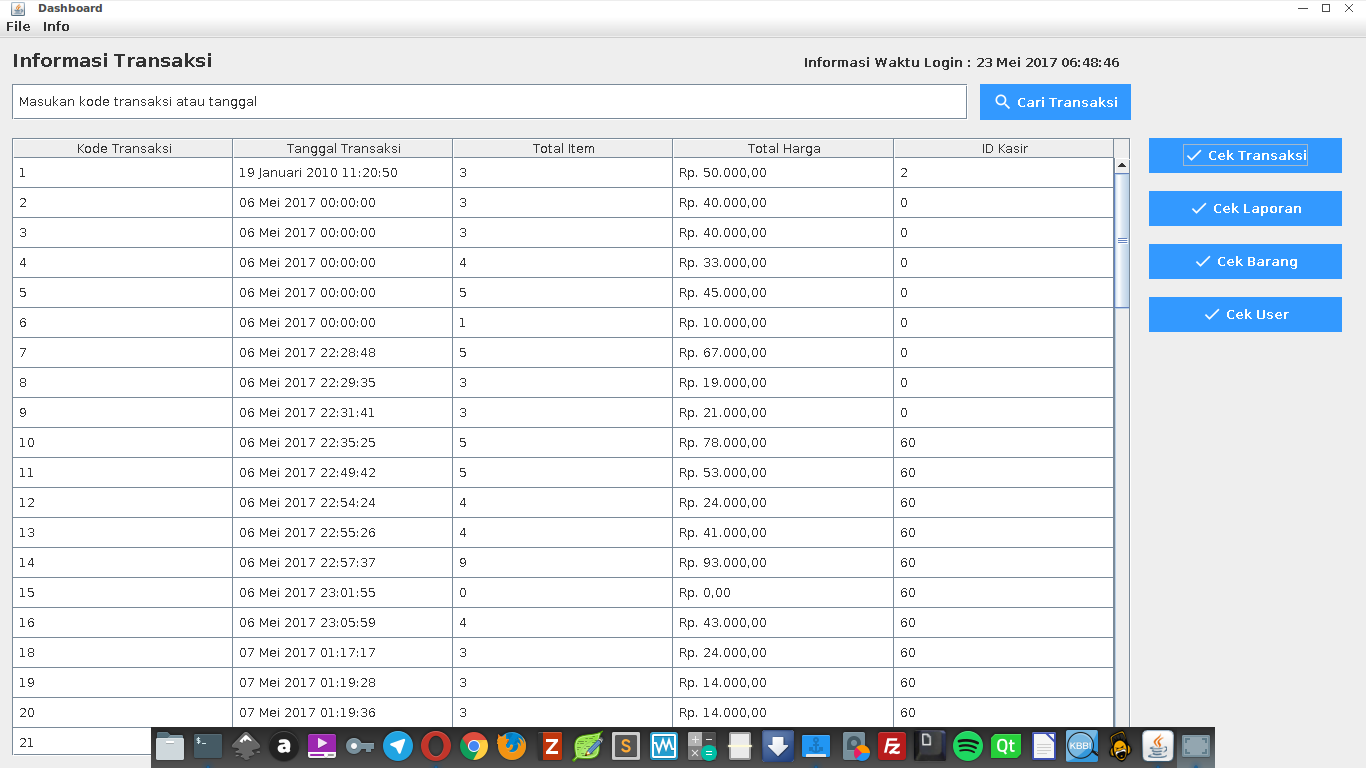 Dashboard
File Info
Informasi Transaksi
Informasi Waktu Login : 23 Mei 2017 06:48:46
Masukan kode transaksi atau tanggal
Cari Transaksi
Kode Transaksi Tanggal Transaksi Total Item Total Harga ID Kasir
1 19 Januari 2010 11:20:50 3 Rp. 50.000,00 2
2 06 Mei 2017 00:00:00 3 Rp. 40.000,00 0
3 06 Mei 2017 00:00:00 3 Rp. 40.000,00 0
4 06 Mei 2017 00:00:00 4 Rp. 33.000,00 0
5 06 Mei 2017 00:00:00 5 Rp. 45.000,00 0
6 06 Mei 2017 00:00:00 1 Rp. 10.000,00 0
7 06 Mei 2017 22:28:48 5 Rp. 67.000,00 0
8 06 Mei 2017 22:29:35 3 Rp. 19.000,00 0
9 06 Mei 2017 22:31:41 3 Rp. 21.000,00 0
10 06 Mei 2017 22:35:25 5 Rp. 78.000,00 60
11 06 Mei 2017 22:49:42 5 Rp. 53.000,00 60
12 06 Mei 2017 22:54:24 4 Rp. 24.000,00 60
13 06 Mei 2017 22:55:26 4 Rp. 41.000,00 60
14 06 Mei 2017 22:57:37 9 Rp. 93.000,00 60
15 06 Mei 2017 23:01:55 0 Rp. 0,00 60
16 06 Mei 2017 23:05:59 4 Rp. 43.000,00 60
18 07 Mei 2017 01:17:17 3 Rp. 24.000,00 60
19 07 Mei 2017 01:19:28 3 Rp. 14.000,00 60
20 07 Mei 2017 01:19:36 3 Rp. 14.000,00 60
21
Cek Transaksi
Cek Laporan
Cek Barang
Cek User
a Z S Fz D Qt KBBI